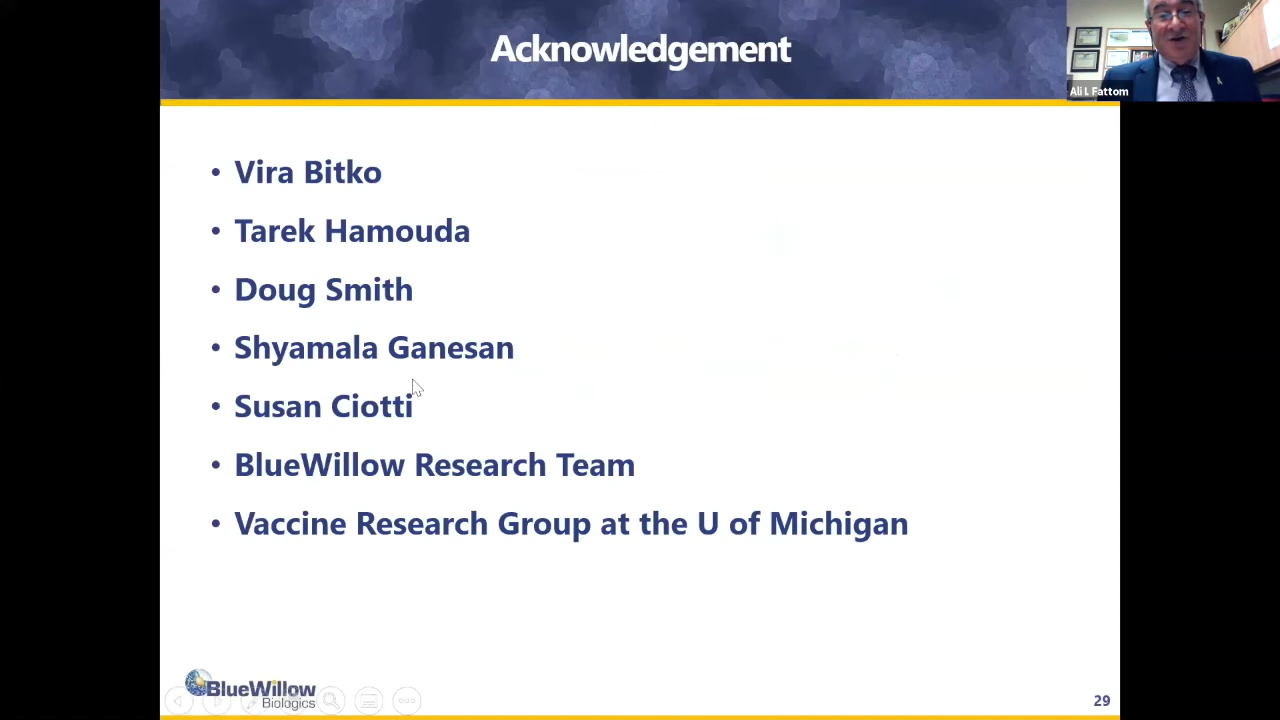 Acknowledgement
Ali I. Fattom
• Vira Bitko
• Tarek Hamouda
• Doug Smith
• Shyamala Ganesan
• Susan Ciotti
• BlueWillow Research Team
• Vaccine Research Group at the U of Michigan
BlueWillow
Biologics
29